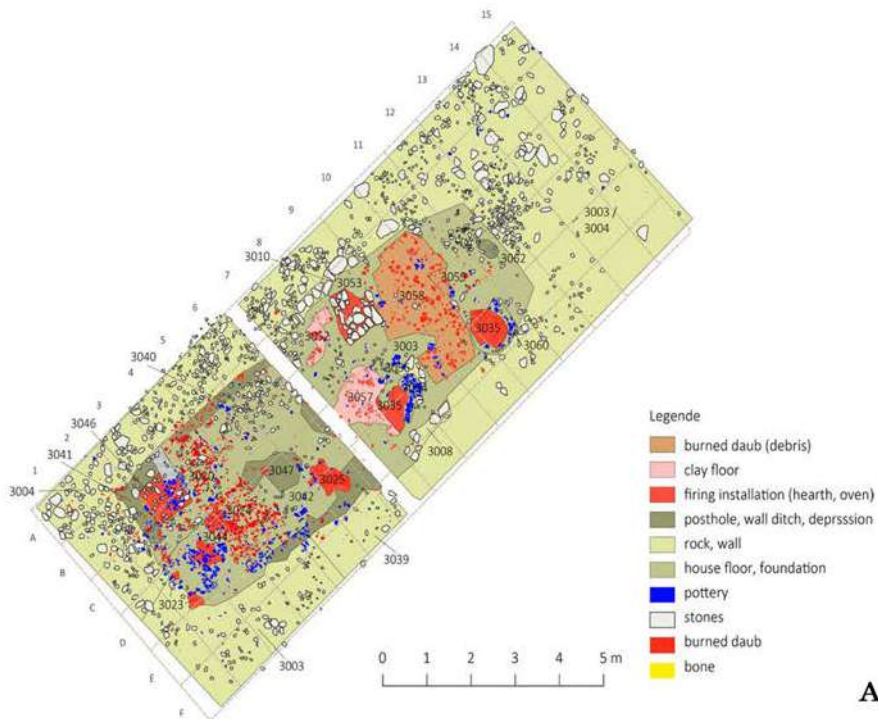 15
14
13
12
11
10
9
8
7
6
5
4
3
2
1
A
B
C
D
E
F
3010
3053
3058
3059
3062
3003 /
3004
3035
3060
3003
3057
3035
3008
3040
3046
3041
3004
3047
3042
3025
3039
3023
3003
Legende
burned daub (debris)
clay floor
firing installation (hearth, oven)
posthole, wall ditch, deprsssion
rock, wall
house floor, foundation
pottery
stones
burned daub
bone
0 1 2 3 4 5 m
A